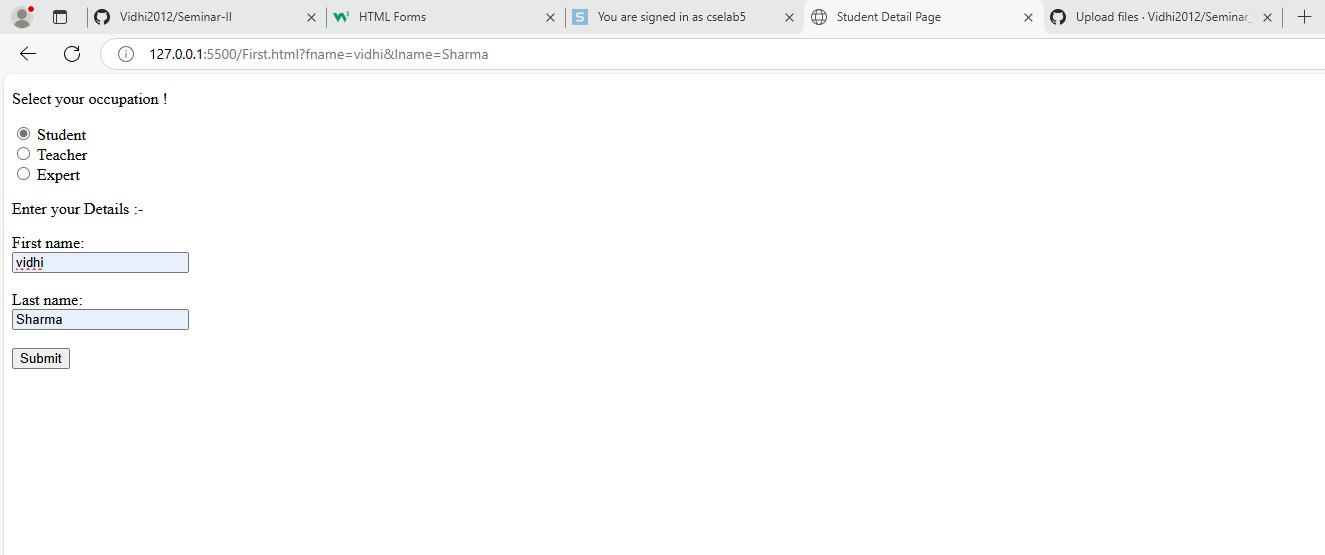 Vidhi2012/Seminar-II
HTML Forms
You are signed in as cselab5
Student Detail Page
Upload files · Vidhi2012/Seminar_
127.0.0.1:5500/First.html?fname=vidhi&lname=Sharma
Select your occupation !
Student
Teacher
Expert
Enter your Details :-
First name:
vidhi
Last name:
Sharma
Submit